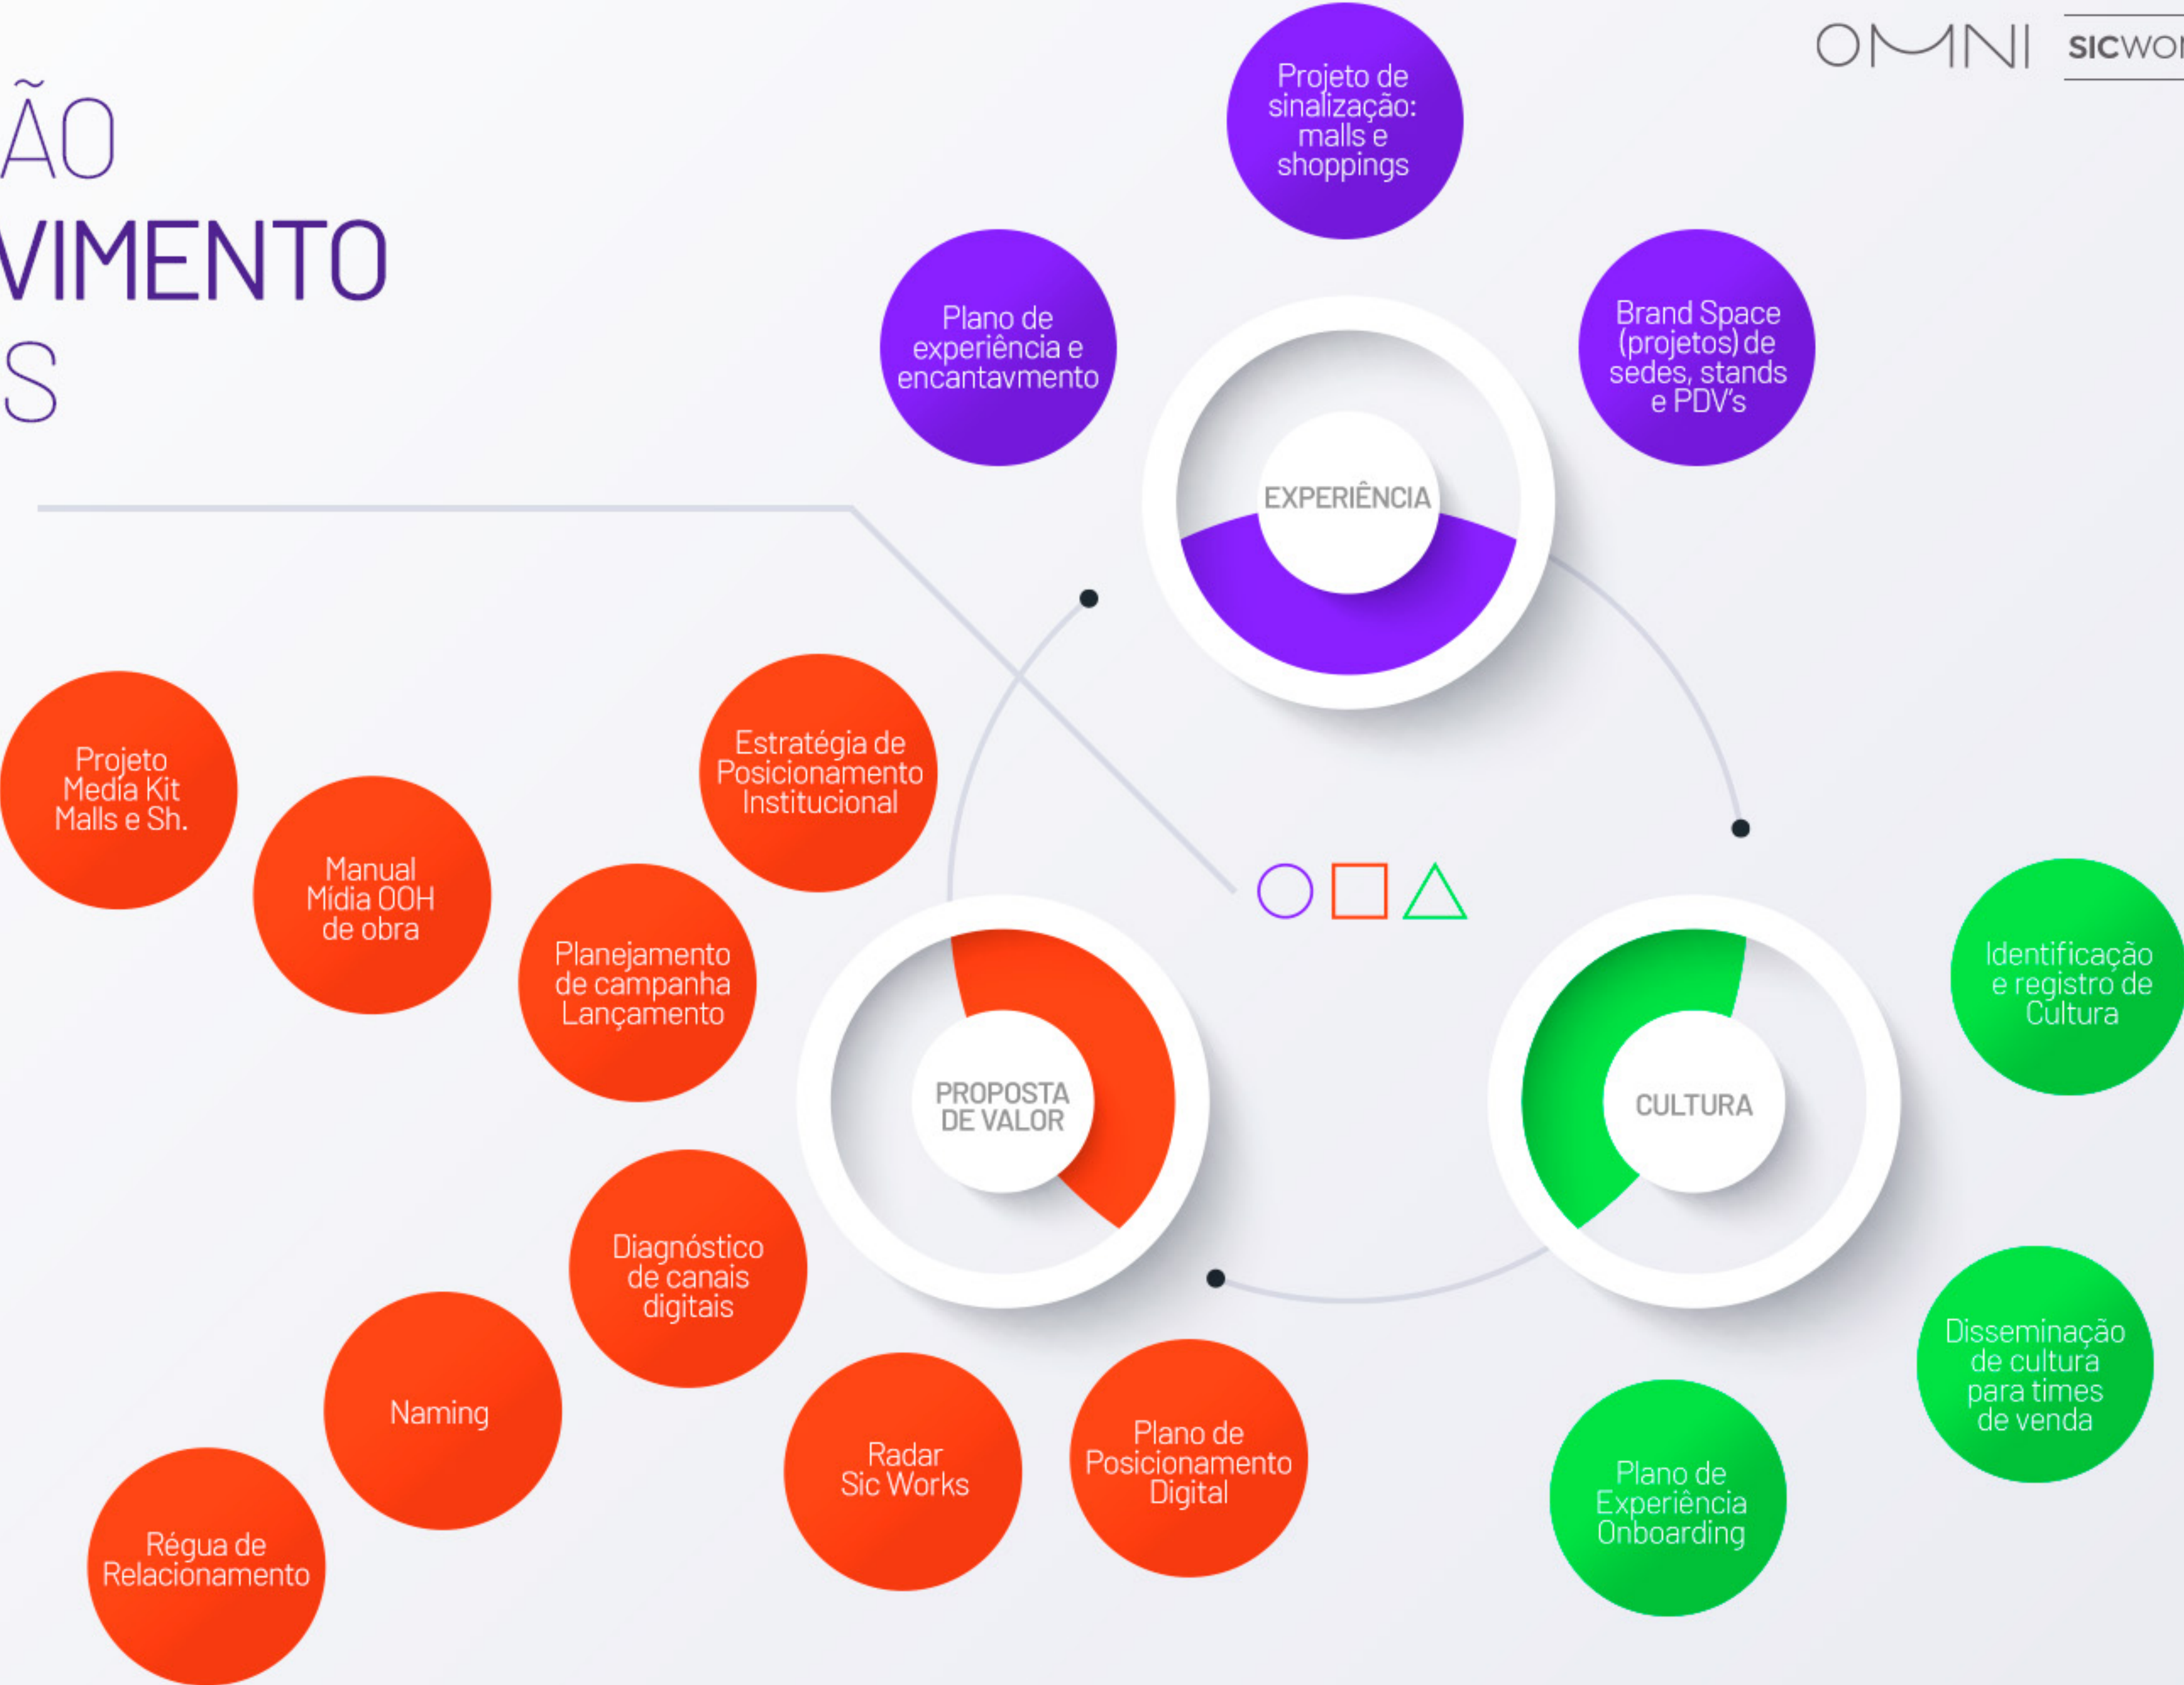 ÃO
VIMENTO
S
OMNI
SICWOR
Projeto de
sinalização:
malls e
shoppings
Plano de
experiência e
encantavmento
Brand Space
(projetos) de
sedes, stands
e PDV's
EXPERIÊNCIA
Projeto
Media Kit
Malls e Sh.
Manual
Mídia OOH
de obra
Estratégia de
Posicionamento
Institucional
Planejamento
de campanha
Lançamento
PROPOSTA
DE VALOR
CULTURA
Identificação
e registro de
Cultura
Diagnóstico
de canais
digitais
Naming
Régua de
Relacionamento
Radar
Sic Works
Plano de
Posicionamento
Digital
Plano de
Experiência
Onboarding
Disseminação
de cultura
para times
de venda